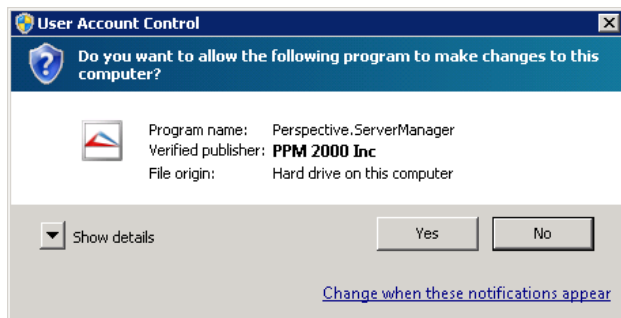 User Account Control
Do you want to allow the following program to make changes to this
computer?
Program name: Perspective.ServerManager
Verified publisher: PPM 2000 Inc
File origin: Hard drive on this computer
Show details
Yes
No
Change when these notifications appear